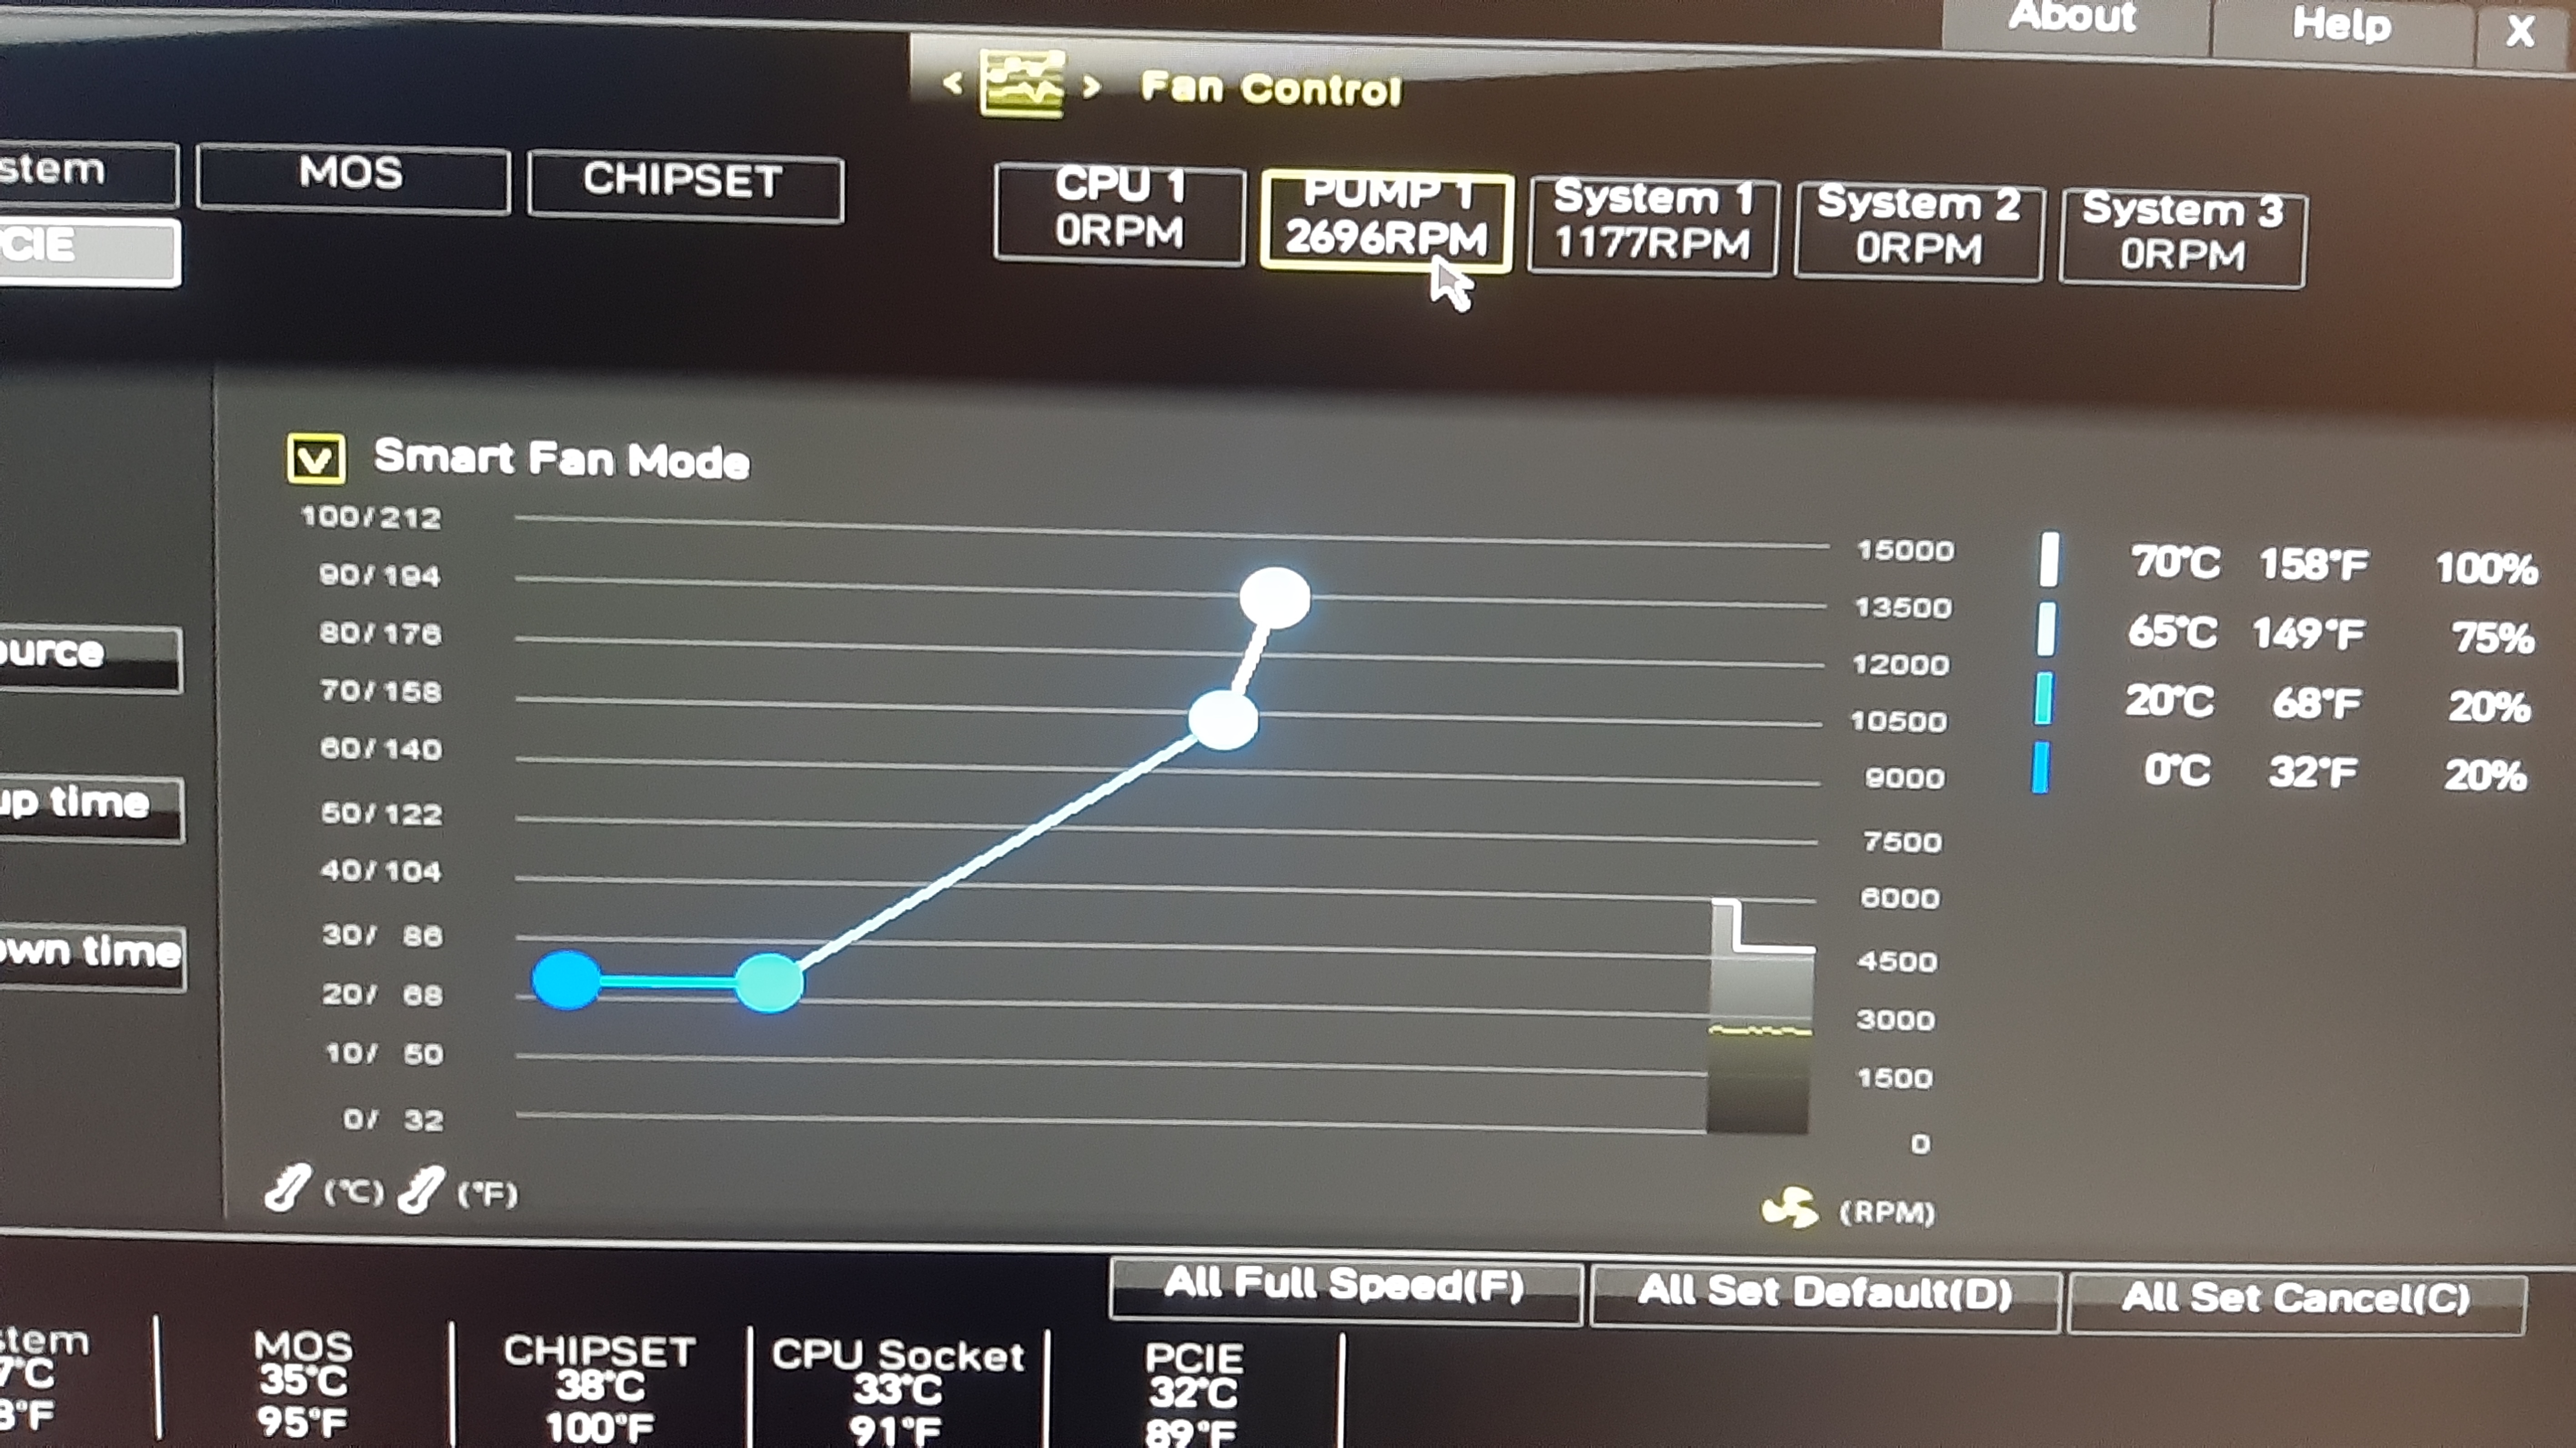 About Help X
< > Fan Control
stem MOS CHIPSET
CIE
CPU 1 PUMP 1 System 1 System 2 System 3
0RPM 2696RPM 1177RPM 0RPM 0RPM
Smart Fan Mode
100/212 15000
90/194 13500
80/176 12000
70/158 10500
60/140 9000
50/122 7500
40/104 6000
30/ 86 4500
20/ 68 3000
10/ 50 1500
0/ 32 0
(°C) (°F) (RPM)
70°C 158°F 100%
65°C 149°F 75%
20°C 68°F 20%
0°C 32°F 20%
ource
up time
own time
All Full Speed(F) All Set Default(D) All Set Cancel(C)
tem MOS CHIPSET CPU Socket PCIE
7°C 35°C 38°C 33°C 32°C
8°F 95°F 100°F 91°F 89°F